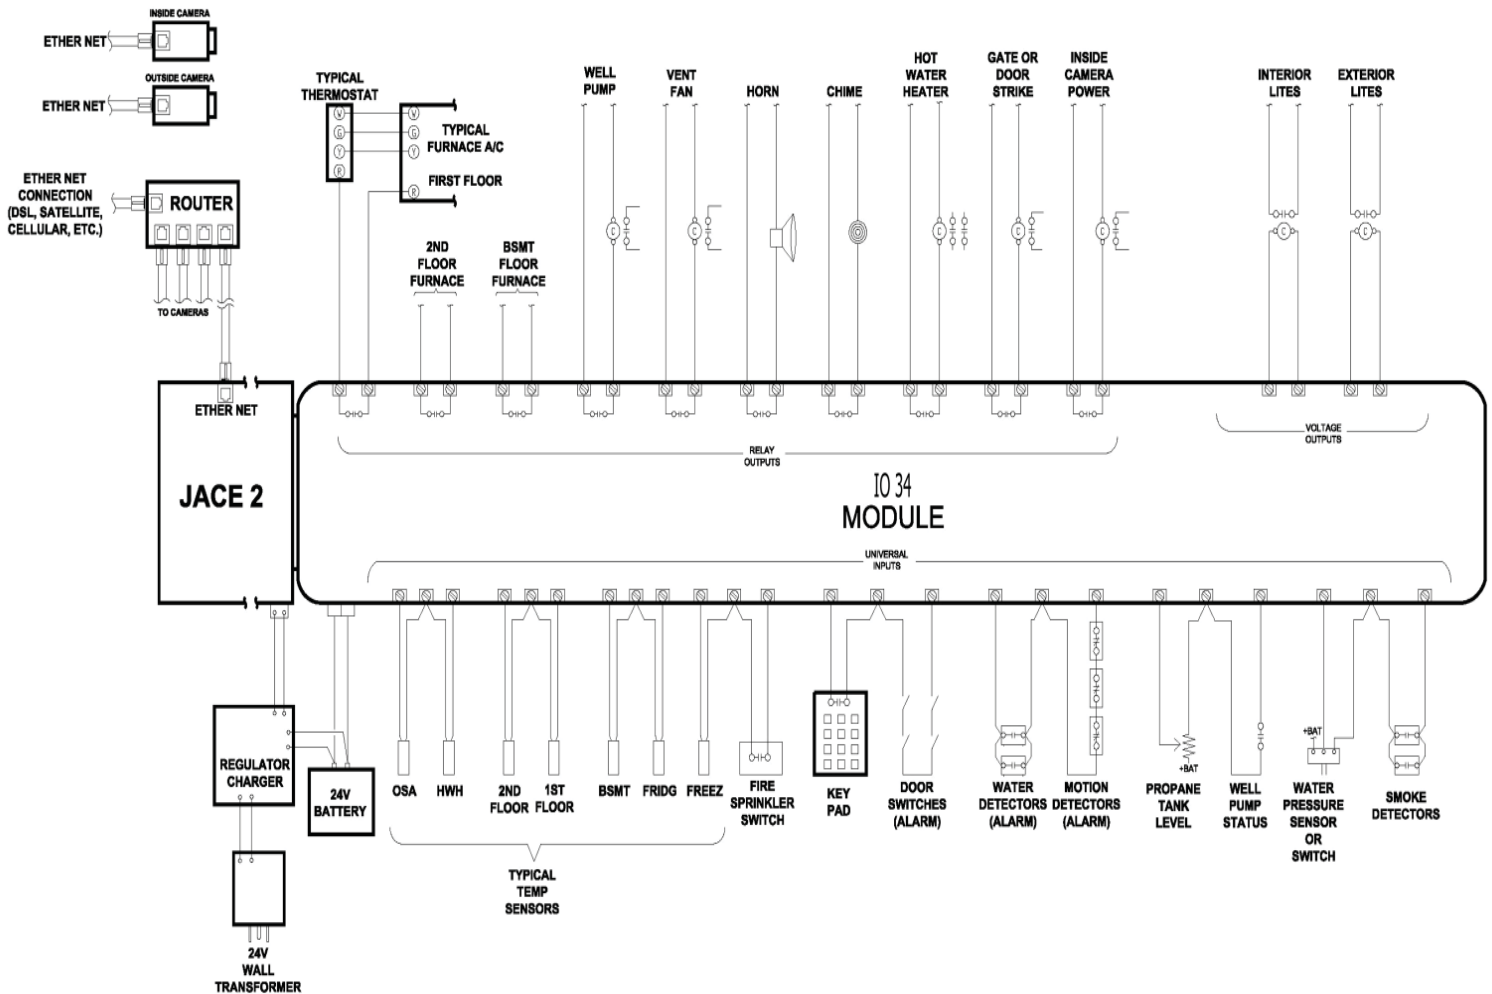 INSIDE CAMERA
ETHER NET
OUTSIDE CAMERA
ETHER NET
ETHER NET
CONNECTION
(DSL, SATELLITE,
CELLULAR, ETC.)
ROUTER
TO CAMERAS
TYPICAL
THERMOSTAT
W
G
Y
R
W
G
Y
R
TYPICAL
FURNACE A/C
FIRST FLOOR
2ND
FLOOR
FURNACE
BSMT
FLOOR
FURNACE
WELL
PUMP
C
VENT
FAN
C
HORN
CHIME
HOT
WATER
HEATER
C
GATE OR
DOOR
STRIKE
C
INSIDE
CAMERA
POWER
C
INTERIOR
LITES
C
EXTERIOR
LITES
C
ETHER NET
JACE 2
RELAY
OUTPUTS
VOLTAGE
OUTPUTS
IO 34
MODULE
UNIVERSAL
INPUTS
REGULATOR
CHARGER
24V
BATTERY
24V
WALL
TRANSFORMER
OSA
HWH
2ND
FLOOR
1ST
FLOOR
BSMT
FRIDG
FREEZ
TYPICAL
TEMP
SENSORS
FIRE
SPRINKLER
SWITCH
KEY
PAD
DOOR
SWITCHES
(ALARM)
WATER
DETECTORS
(ALARM)
MOTION
DETECTORS
(ALARM)
+BAT
PROPANE
TANK
LEVEL
WELL
PUMP
STATUS
+BAT
WATER
PRESSURE
SENSOR
OR
SWITCH
SMOKE
DETECTORS